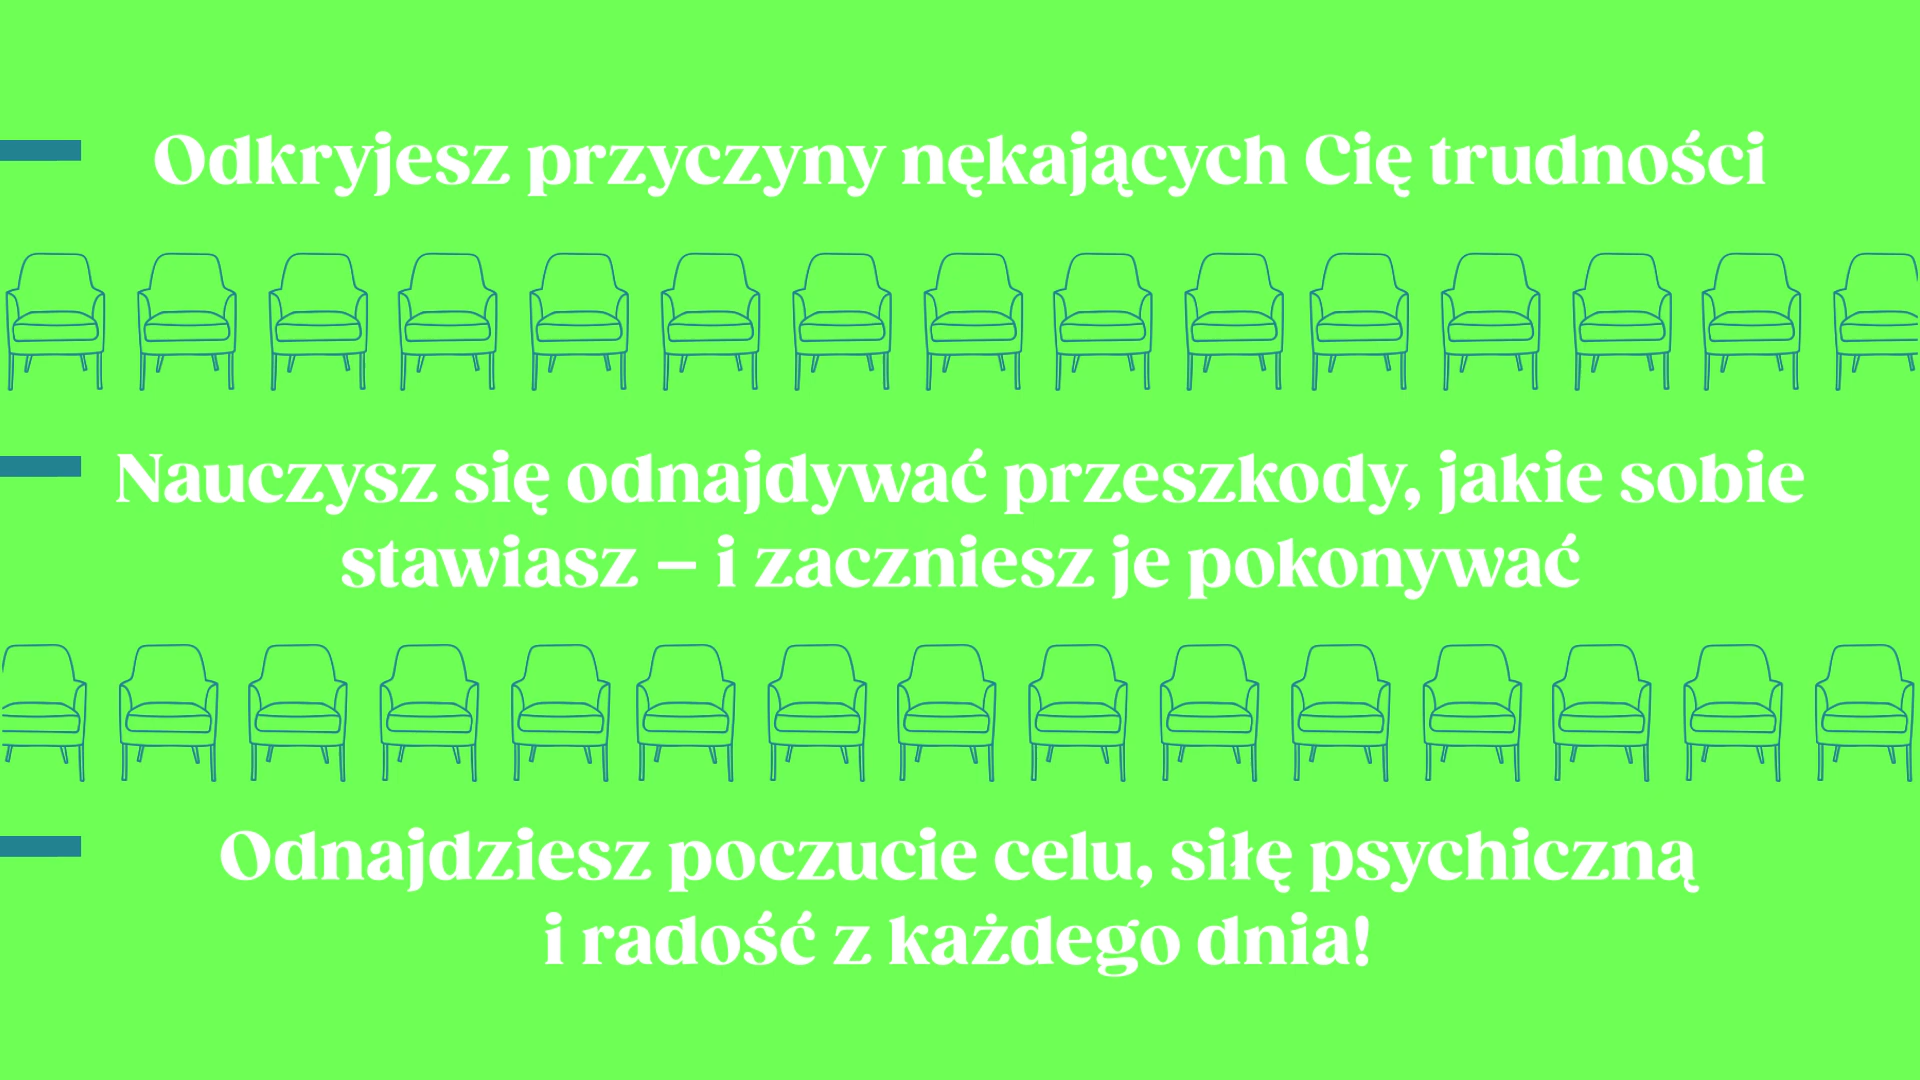 Odkryjesz przyczyny nękających Cię trudności
Nauczysz się odnajdywać przeszkody, jakie sobie
stawiasz – i zaczniesz je pokonywać
Odnajdziesz poczucie celu, siłę psychiczną
i radość z każdego dnia!